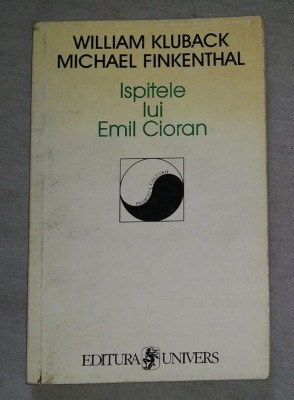 WILLIAM KLUBACK
MICHAEL FINKENTHAL
Ispitele
lui
Emil Cioran
EDITURA UNIVERS